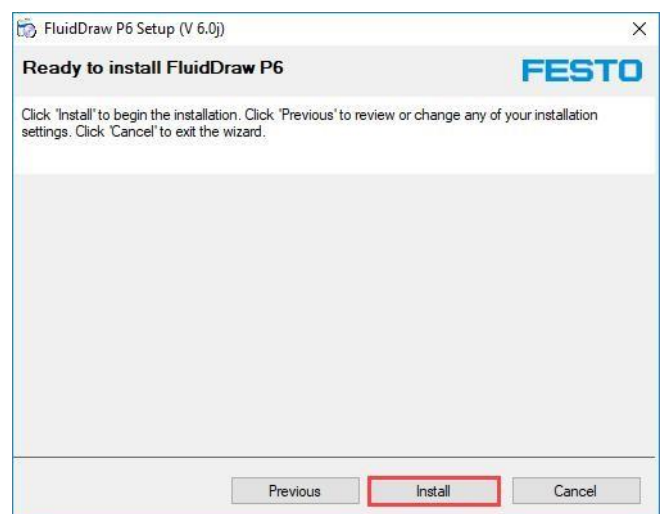 FluidDraw P6 Setup (V 6.0j)
Ready to install FluidDraw P6
FESTO
Click 'Install' to begin the installation. Click 'Previous' to review or change any of your installation
settings. Click 'Cancel' to exit the wizard.
Previous
Install
Cancel